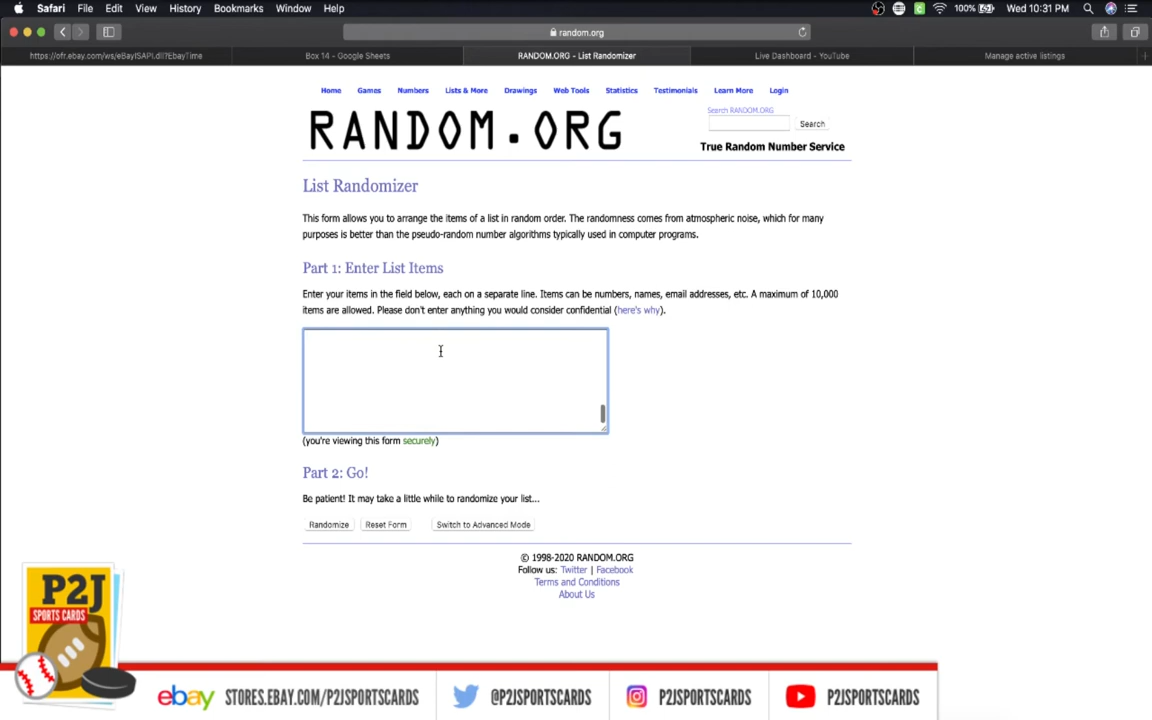 Safari File Edit View History Bookmarks Window Help 100% Wed 10:31 PM
random.org
https://ofr.ebay.com/ws/eBayISAPI.dll?EbayTime Box 14 - Google Sheets RANDOM.ORG - List Randomizer Live Dashboard - YouTube Manage active listings
Home Games Numbers Lists & More Drawings Web Tools Statistics Testimonials Learn More Login
RANDOM.ORG
Search RANDOM.ORG
Search
True Random Number Service
List Randomizer
This form allows you to arrange the items of a list in random order. The randomness comes from atmospheric noise, which for many
purposes is better than the pseudo-random number algorithms typically used in computer programs.
Part 1: Enter List Items
Enter your items in the field below, each on a separate line. Items can be numbers, names, email addresses, etc. A maximum of 10,000
items are allowed. Please don't enter anything you would consider confidential (here's why).
(you're viewing this form securely)
Part 2: Go!
Be patient! It may take a little while to randomize your list...
Randomize Reset Form Switch to Advanced Mode
© 1998-2020 RANDOM.ORG
Follow us: Twitter | Facebook
Terms and Conditions
About Us
P2J
SPORTS CARDS
ebay STORES.EBAY.COM/P2JSPORTSCARDS @P2JSPORTSCARDS P2JSPORTSCARDS P2JSPORTSCARDS